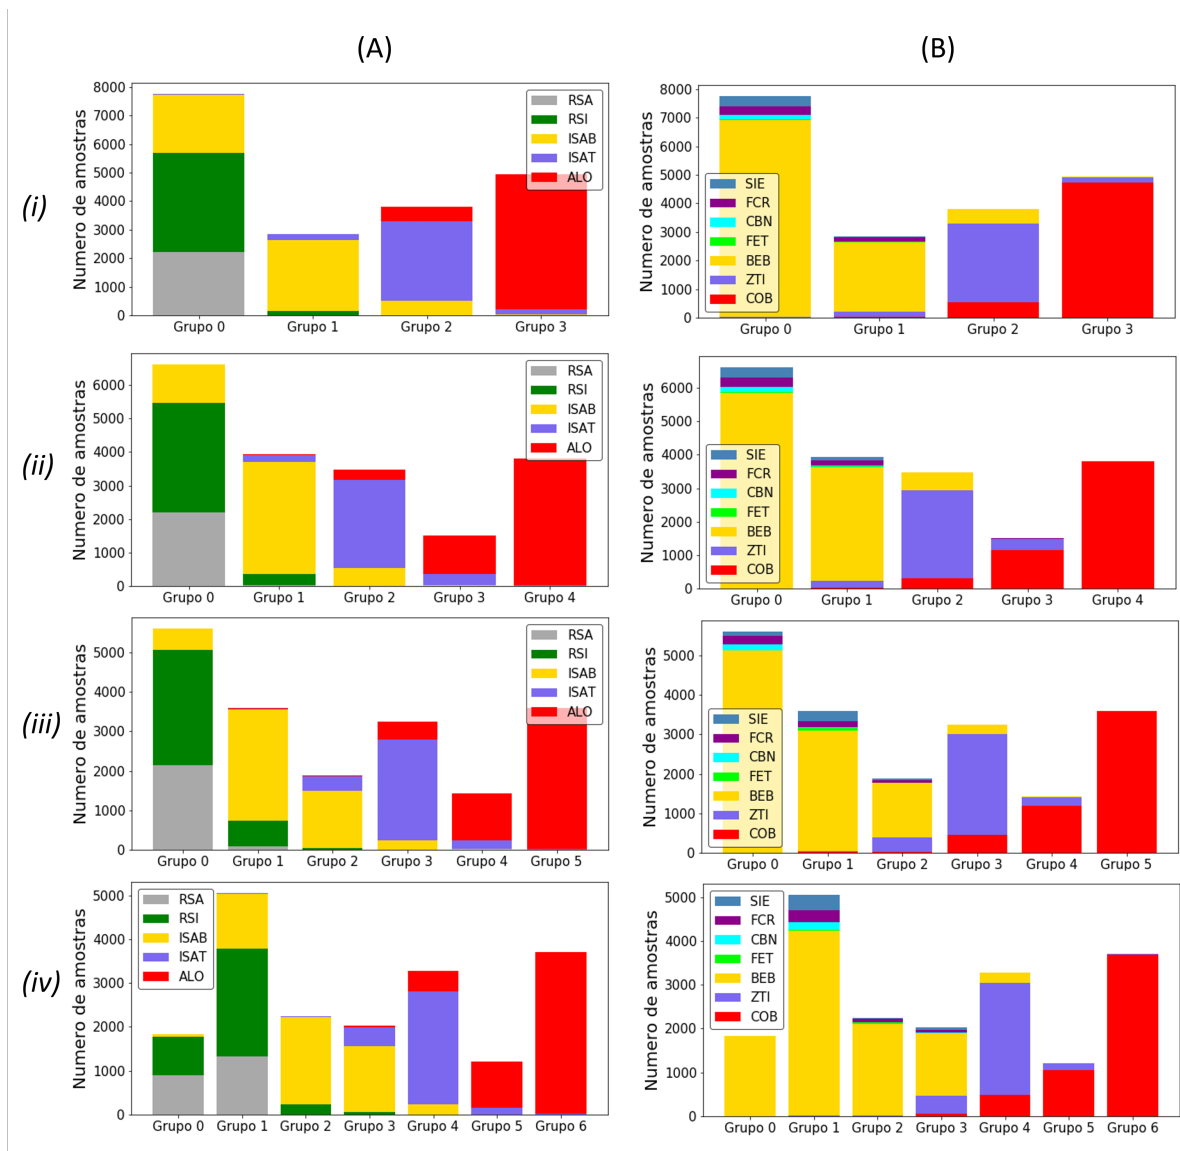 (A)
(B)
(i)
Numero de amostras
8000
7000
6000
5000
4000
3000
2000
1000
0
RSA
RSI
ISAB
ISAT
ALO
Grupo 0
Grupo 1
Grupo 2
Grupo 3
Numero de amostras
8000
7000
6000
5000
4000
3000
2000
1000
0
SIE
FCR
CBN
FET
BEB
ZTI
COB
Grupo 0
Grupo 1
Grupo 2
Grupo 3
(ii)
Numero de amostras
6000
5000
4000
3000
2000
1000
0
RSA
RSI
ISAB
ISAT
ALO
Grupo 0
Grupo 1
Grupo 2
Grupo 3
Grupo 4
Numero de amostras
6000
5000
4000
3000
2000
1000
0
SIE
FCR
CBN
FET
BEB
ZTI
COB
Grupo 0
Grupo 1
Grupo 2
Grupo 3
Grupo 4
(iii)
Numero de amostras
5000
4000
3000
2000
1000
0
RSA
RSI
ISAB
ISAT
ALO
Grupo 0
Grupo 1
Grupo 2
Grupo 3
Grupo 4
Grupo 5
Numero de amostras
5000
4000
3000
2000
1000
0
SIE
FCR
CBN
FET
BEB
ZTI
COB
Grupo 0
Grupo 1
Grupo 2
Grupo 3
Grupo 4
Grupo 5
(iv)
Numero de amostras
5000
4000
3000
2000
1000
0
RSA
RSI
ISAB
ISAT
ALO
Grupo 0
Grupo 1
Grupo 2
Grupo 3
Grupo 4
Grupo 5
Grupo 6
Numero de amostras
5000
4000
3000
2000
1000
0
SIE
FCR
CBN
FET
BEB
ZTI
COB
Grupo 0
Grupo 1
Grupo 2
Grupo 3
Grupo 4
Grupo 5
Grupo 6